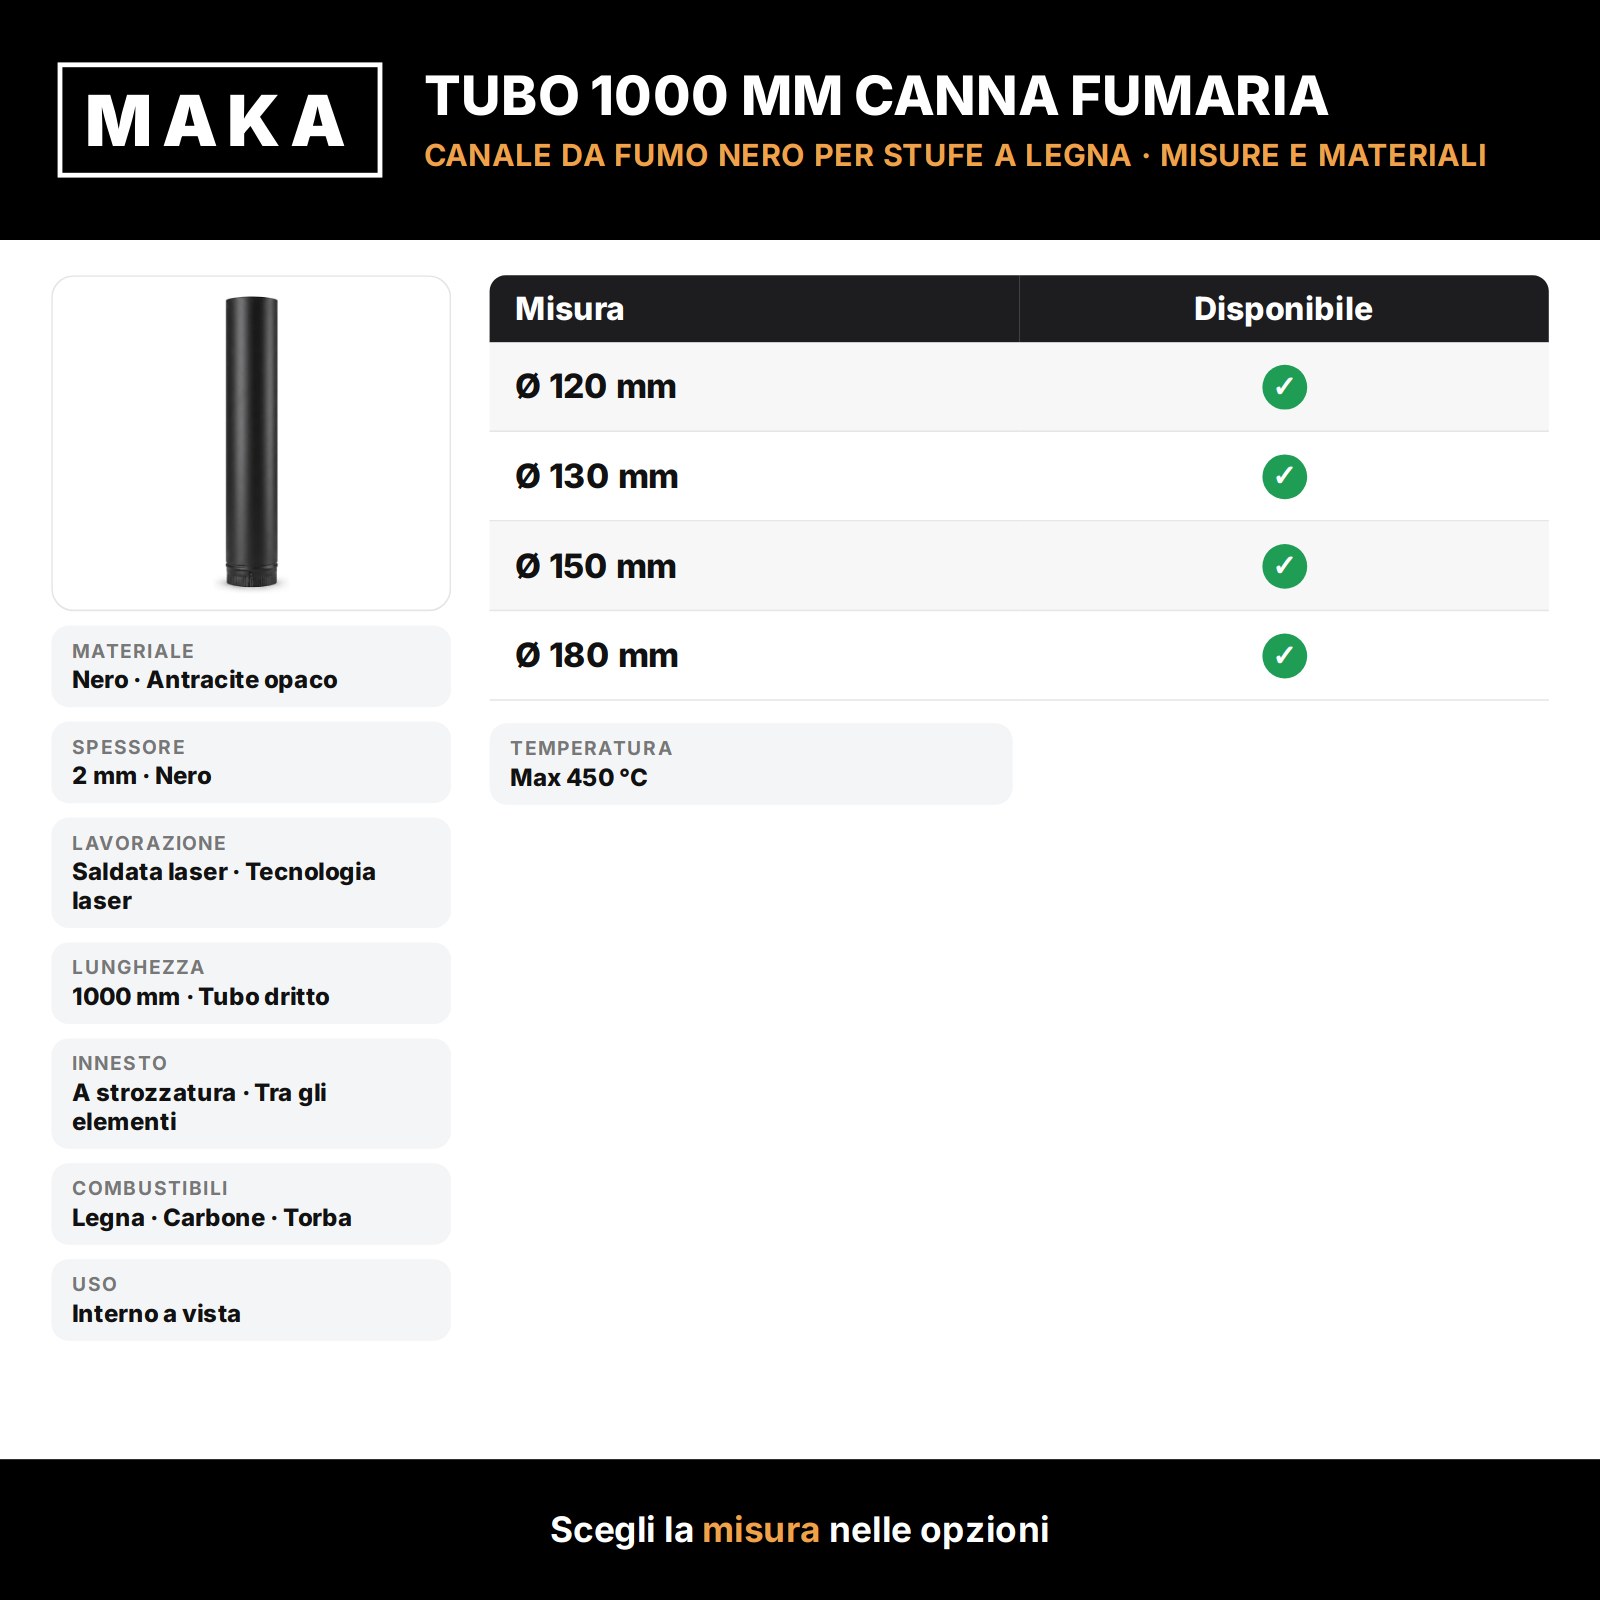 MAKA
TUBO 1000 MM CANNA FUMARIA
CANALE DA FUMO NERO PER STUFE A LEGNA · MISURE E MATERIALI
Misura Disponibile
Ø 120 mm ✓
Ø 130 mm ✓
Ø 150 mm ✓
Ø 180 mm ✓
MATERIALE
Nero · Antracite opaco
SPESSORE
2 mm · Nero
LAVORAZIONE
Saldata laser · Tecnologia
laser
LUNGHEZZA
1000 mm · Tubo dritto
INNESTO
A strozzatura · Tra gli
elementi
COMBUSTIBILI
Legna · Carbone · Torba
USO
Interno a vista
TEMPERATURA
Max 450 °C
Scegli la misura nelle opzioni